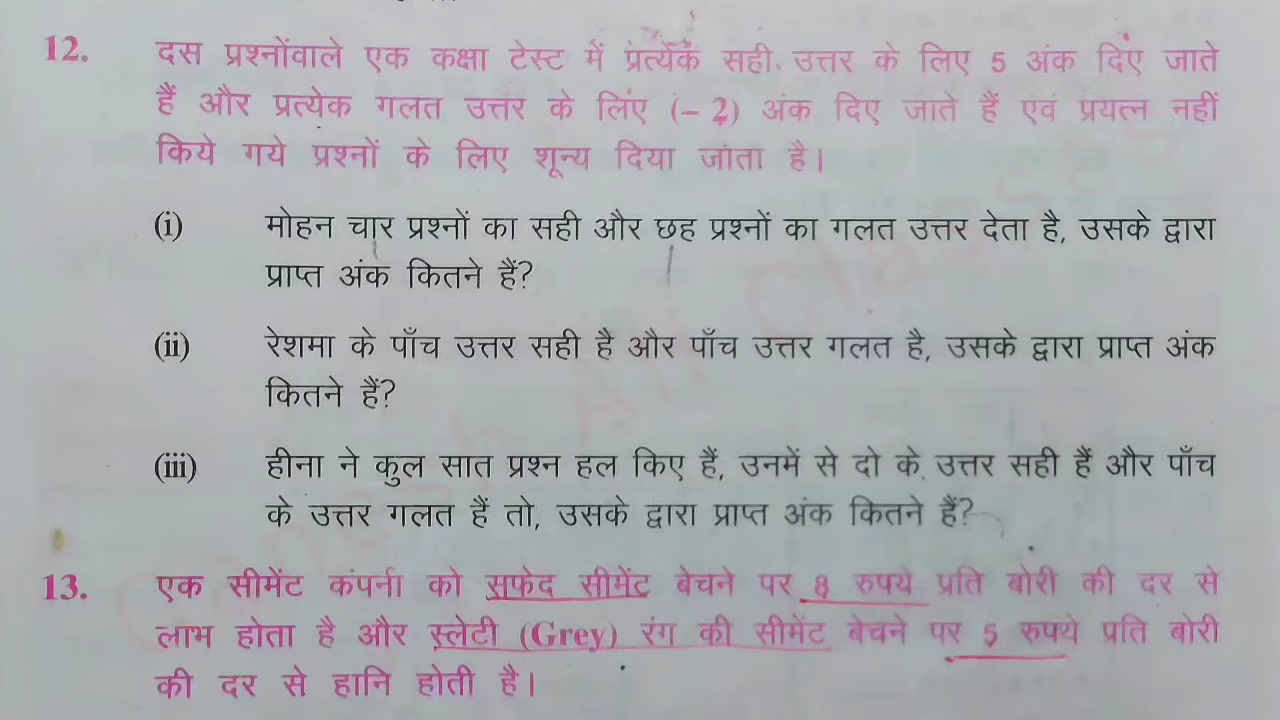 12. दस प्रश्नोंवाले एक कक्षा टेस्ट में प्रत्येक सही उत्तर के लिए 5 अंक दिए जाते
हैं और प्रत्येक गलत उत्तर के लिए (– 2) अंक दिए जाते हैं एवं प्रयत्न नहीं
किये गये प्रश्नों के लिए शून्य दिया जाता है।
(i) मोहन चार प्रश्नों का सही और छह प्रश्नों का गलत उत्तर देता है, उसके द्वारा
प्राप्त अंक कितने हैं?
(ii) रेशमा के पाँच उत्तर सही है और पाँच उत्तर गलत है, उसके द्वारा प्राप्त अंक
कितने हैं?
(iii) हीना ने कुल सात प्रश्न हल किए हैं, उनमें से दो के उत्तर सही हैं और पाँच
के उत्तर गलत हैं तो, उसके द्वारा प्राप्त अंक कितने हैं?
13. एक सीमेंट कंपनी को सफेद सीमेंट बेचने पर 8 रुपये प्रति बोरी की दर से
लाभ होता है और स्लेटी (Grey) रंग की सीमेंट बेचने पर 5 रुपये प्रति बोरी
की दर से हानि होती है।